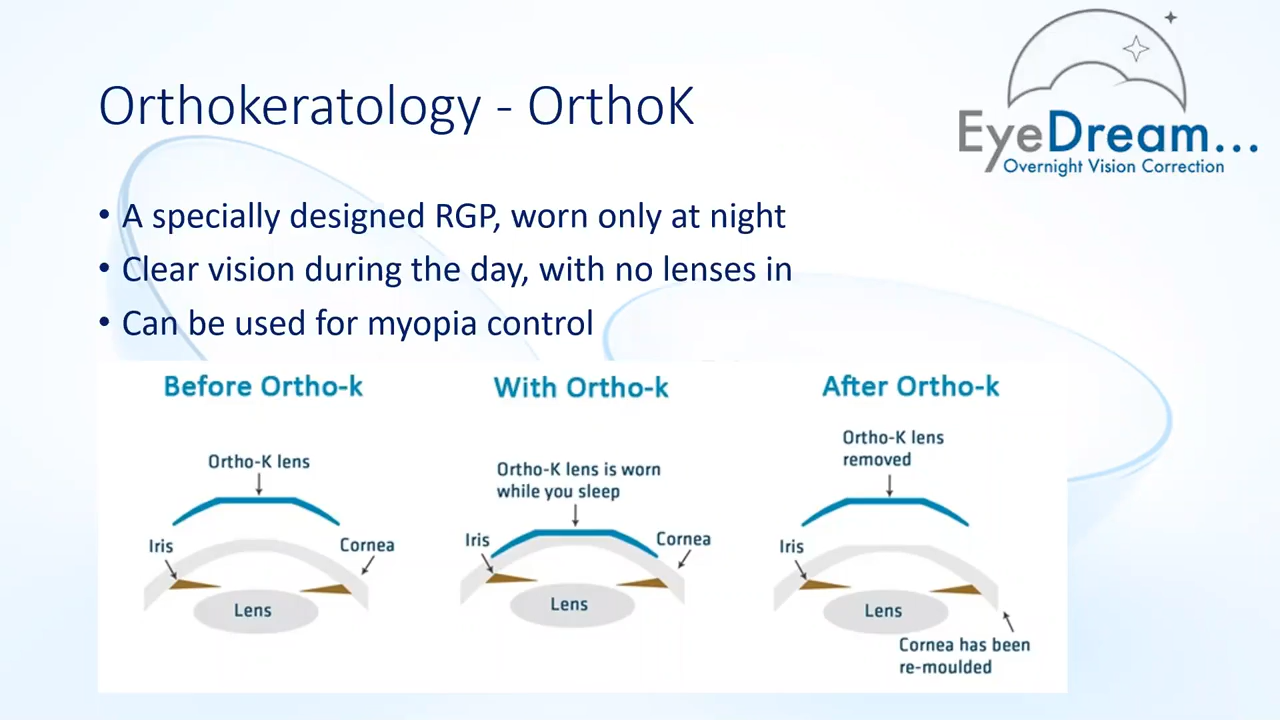 Orthokeratology - OrthoK
EyeDream...
Overnight Vision Correction
• A specially designed RGP, worn only at night
• Clear vision during the day, with no lenses in
• Can be used for myopia control
Before Ortho-k
Ortho-K lens
Iris
Cornea
Lens
With Ortho-k
Ortho-K lens is worn
while you sleep
Iris
Cornea
Lens
After Ortho-k
Ortho-K lens
removed
Iris
Lens
Cornea has been
re-moulded